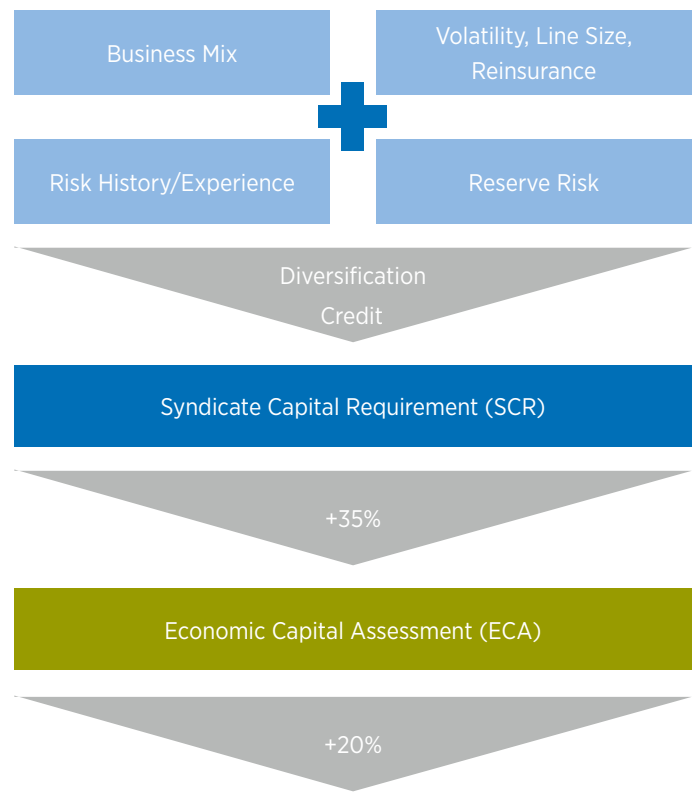 Business Mix
Volatility, Line Size,
Reinsurance
Risk History/Experience
Reserve Risk
Diversification
Credit
Syndicate Capital Requirement (SCR)
+35%
Economic Capital Assessment (ECA)
+20%